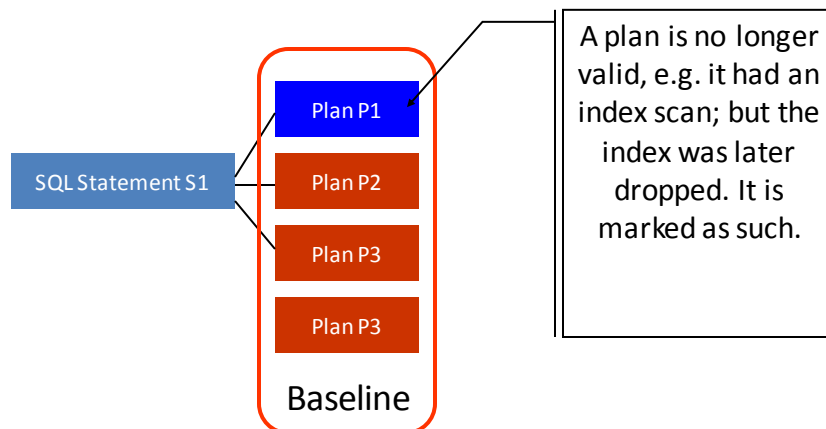 Plan P1
SQL Statement S1
Plan P2
Plan P3
Plan P3
Baseline
A plan is no longer
valid, e.g. it had an
index scan; but the
index was later
dropped. It is
marked as such.